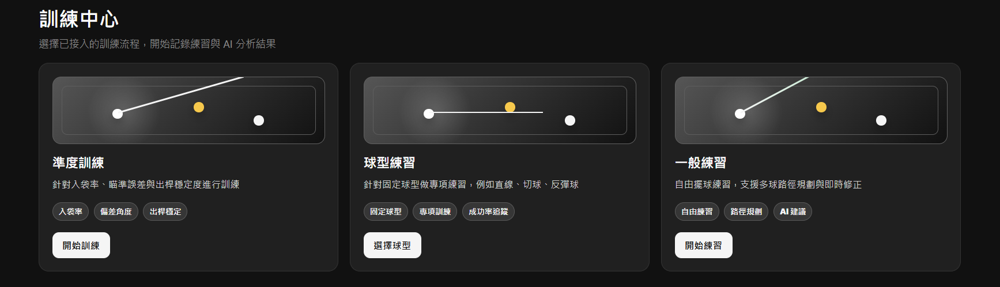 訓練中心
選擇已接入的訓練流程，開始記錄練習與 AI 分析結果
準度訓練
針對入袋率、瞄準誤差與出桿穩定度進行訓練
入袋率 偏差角度 出桿穩定
開始訓練
球型練習
針對固定球型做專項練習，例如直線、切球、反彈球
固定球型 專項訓練 成功率追蹤
選擇球型
一般練習
自由擺球練習，支援多球路徑規劃與即時修正
自由練習 路徑規劃 AI 建議
開始練習